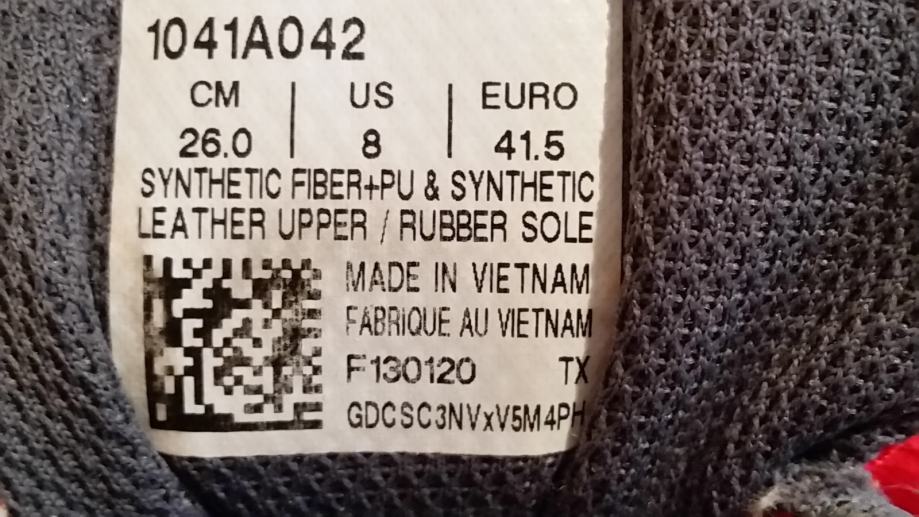 1041A042
CM | US | EURO
26.0 | 8 | 41.5
SYNTHETIC FIBER+PU & SYNTHETIC
LEATHER UPPER / RUBBER SOLE
MADE IN VIETNAM
FABRIQUE AU VIETNAM
F130120 TX
GDCSC3NVxV5M4PH